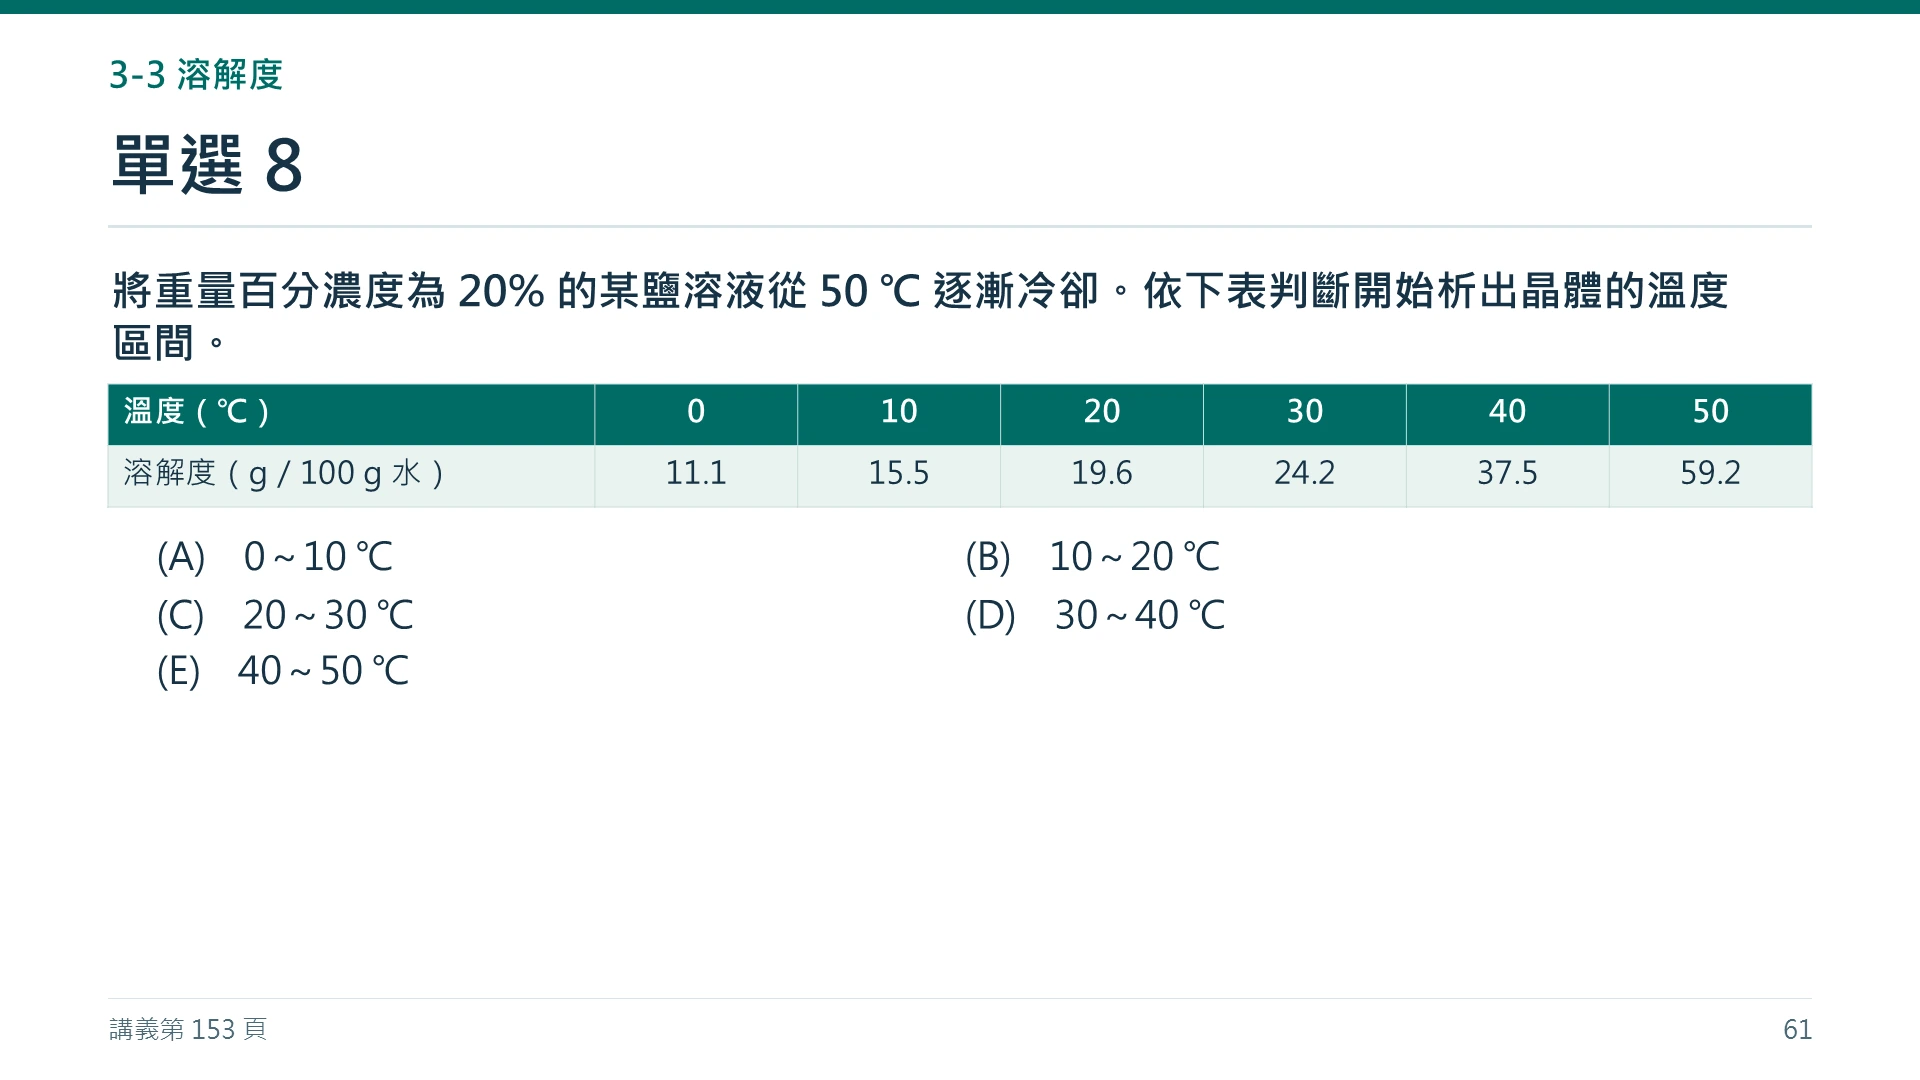 3-3 溶解度
單選 8
將重量百分濃度為 20% 的某鹽溶液從 50 ℃ 逐漸冷卻。依下表判斷開始析出晶體的溫度
區間。
溫度 ( ℃ ) 0 10 20 30 40 50
溶解度 ( g / 100 g 水 ) 11.1 15.5 19.6 24.2 37.5 59.2
(A) 0 ~ 10 ℃ (B) 10 ~ 20 ℃
(C) 20 ~ 30 ℃ (D) 30 ~ 40 ℃
(E) 40 ~ 50 ℃
講義第 153 頁 61